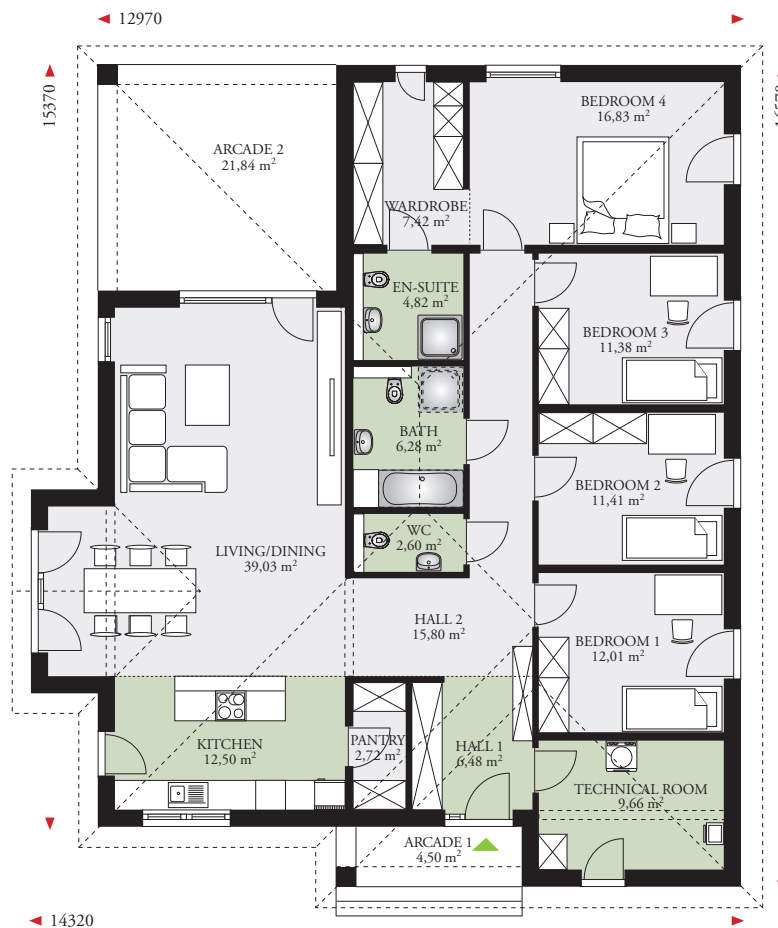 12970
15370
BEDROOM 4
16,83 m²
ARCADE 2
21,84 m²
WARDROBE
7,42 m²
EN-SUITE
4,82 m²
BEDROOM 3
11,38 m²
BATH
6,28 m²
BEDROOM 2
11,41 m²
WC
2,60 m²
LIVING/DINING
39,03 m²
HALL 2
15,80 m²
BEDROOM 1
12,01 m²
KITCHEN
12,50 m²
PANTRY
2,72 m²
HALL 1
6,48 m²
TECHNICAL ROOM
9,66 m²
ARCADE 1
4,50 m²
14320